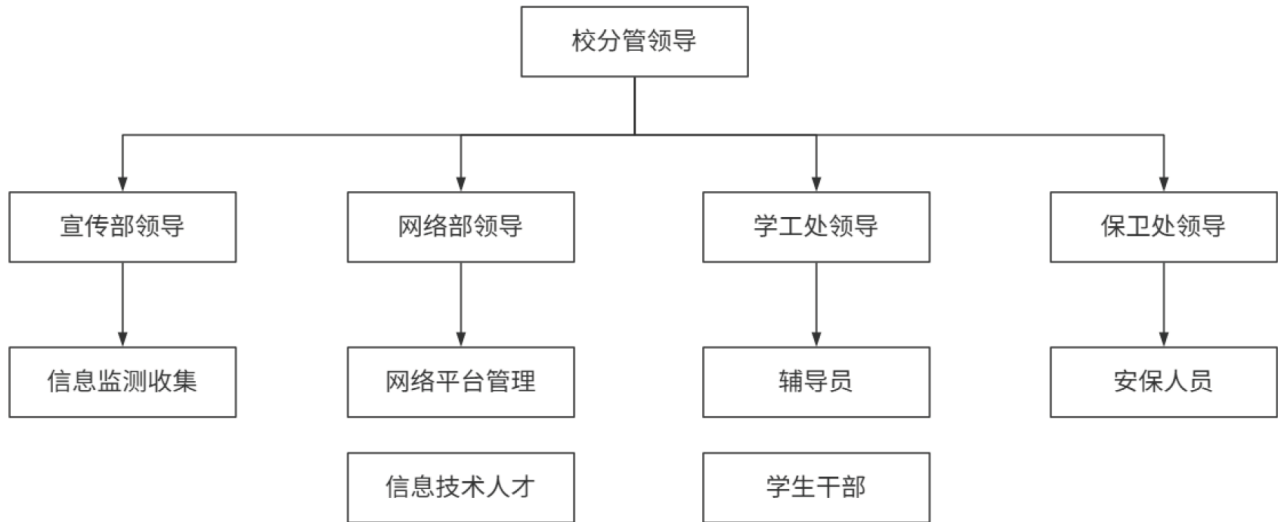 校分管领导
宣传部领导
网络部领导
学工处领导
保卫处领导
信息监测收集
网络平台管理
辅导员
安保人员
信息技术人才
学生干部